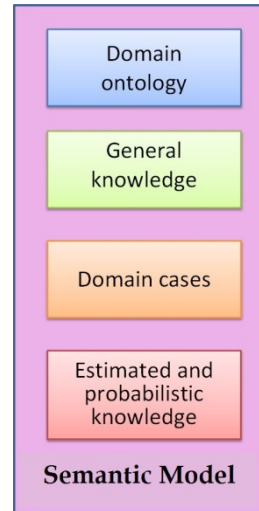 Domain
ontology
General
knowledge
Domain cases
Estimated and
probabilistic
knowledge
Semantic Model